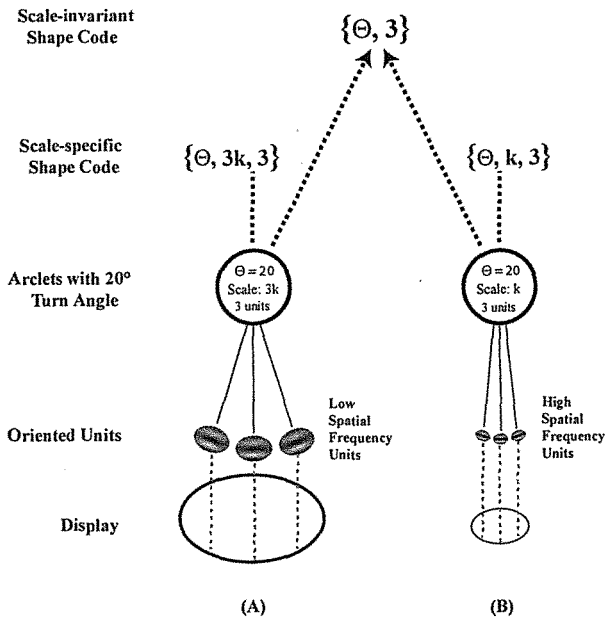 Scale-invariant
Shape Code
{Θ, 3}
Scale-specific
Shape Code
{Θ, 3k, 3}
{Θ, k, 3}
Arclets with 20°
Turn Angle
Θ = 20
Scale: 3k
3 units
Θ = 20
Scale: k
3 units
Oriented Units
Low
Spatial
Frequency
Units
High
Spatial
Frequency
Units
Display
(A)
(B)